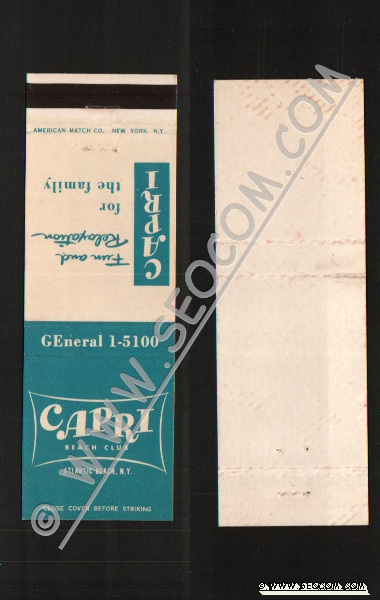 AMERICAN MATCH CO. NEW YORK, N.Y.
CAPRI
Fun and
Relaxation
for
the family
GEneral 1-5100
CAPRI
BEACH CLUB
ATLANTIC BEACH, N.Y.
CLOSE COVER BEFORE STRIKING
© WWW.SEOCOM.COM
© WWW.SEOCOM.COM